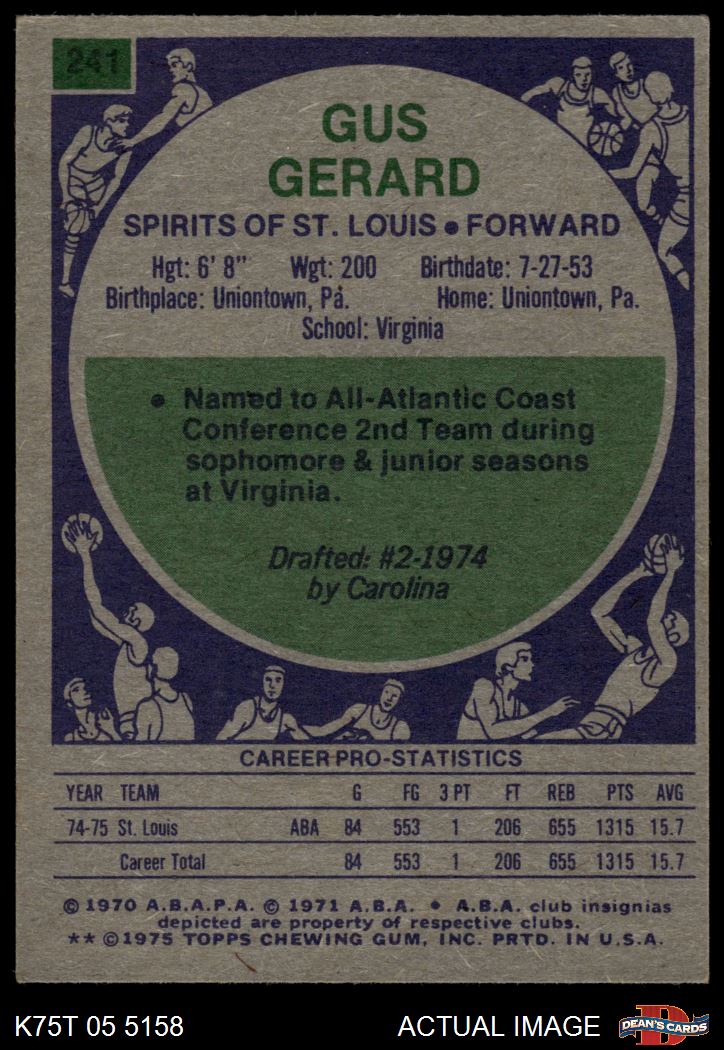 241
GUS
GERARD
SPIRITS OF ST. LOUIS • FORWARD
Hgt: 6' 8" Wgt: 200 Birthdate: 7-27-53
Birthplace: Uniontown, Pa. Home: Uniontown, Pa.
School: Virginia
• Named to All-Atlantic Coast
Conference 2nd Team during
sophomore & junior seasons
at Virginia.
Drafted: #2-1974
by Carolina
CAREER PRO-STATISTICS
YEAR TEAM G FG 3 PT FT REB PTS AVG
74-75 St. Louis ABA 84 553 1 206 655 1315 15.7
Career Total 84 553 1 206 655 1315 15.7
© 1970 A.B.A.P.A. © 1971 A.B.A. • A.B.A. club insignias
depicted are property of respective clubs.
** © 1975 TOPPS CHEWING GUM, INC. PRTD. IN U.S.A.
K75T 05 5158 ACTUAL IMAGE D DEAN'S CARDS